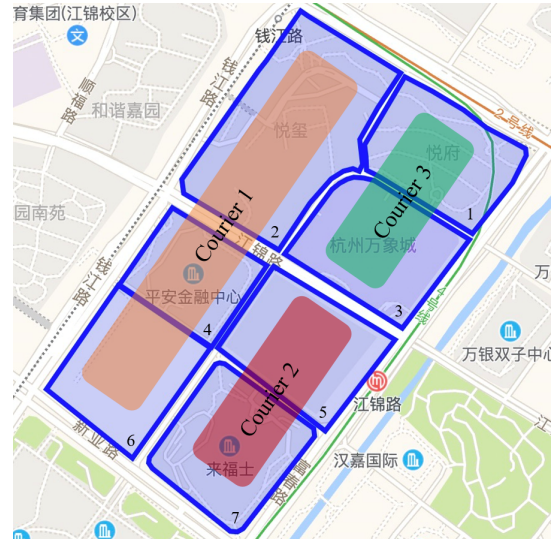 育集团(江锦校区)
钱江路
钱江路
顺福路
和谐嘉园
悦玺
2号线
悦府
Courier 3
1
园南苑
Courier 1
2
江锦路
杭州万象城
万
3
4号线
钱江路
平安金融中心
4
万银双子中心
Courier 2
5
江锦路
新业路
6
来福士
富春路
汉嘉国际
7